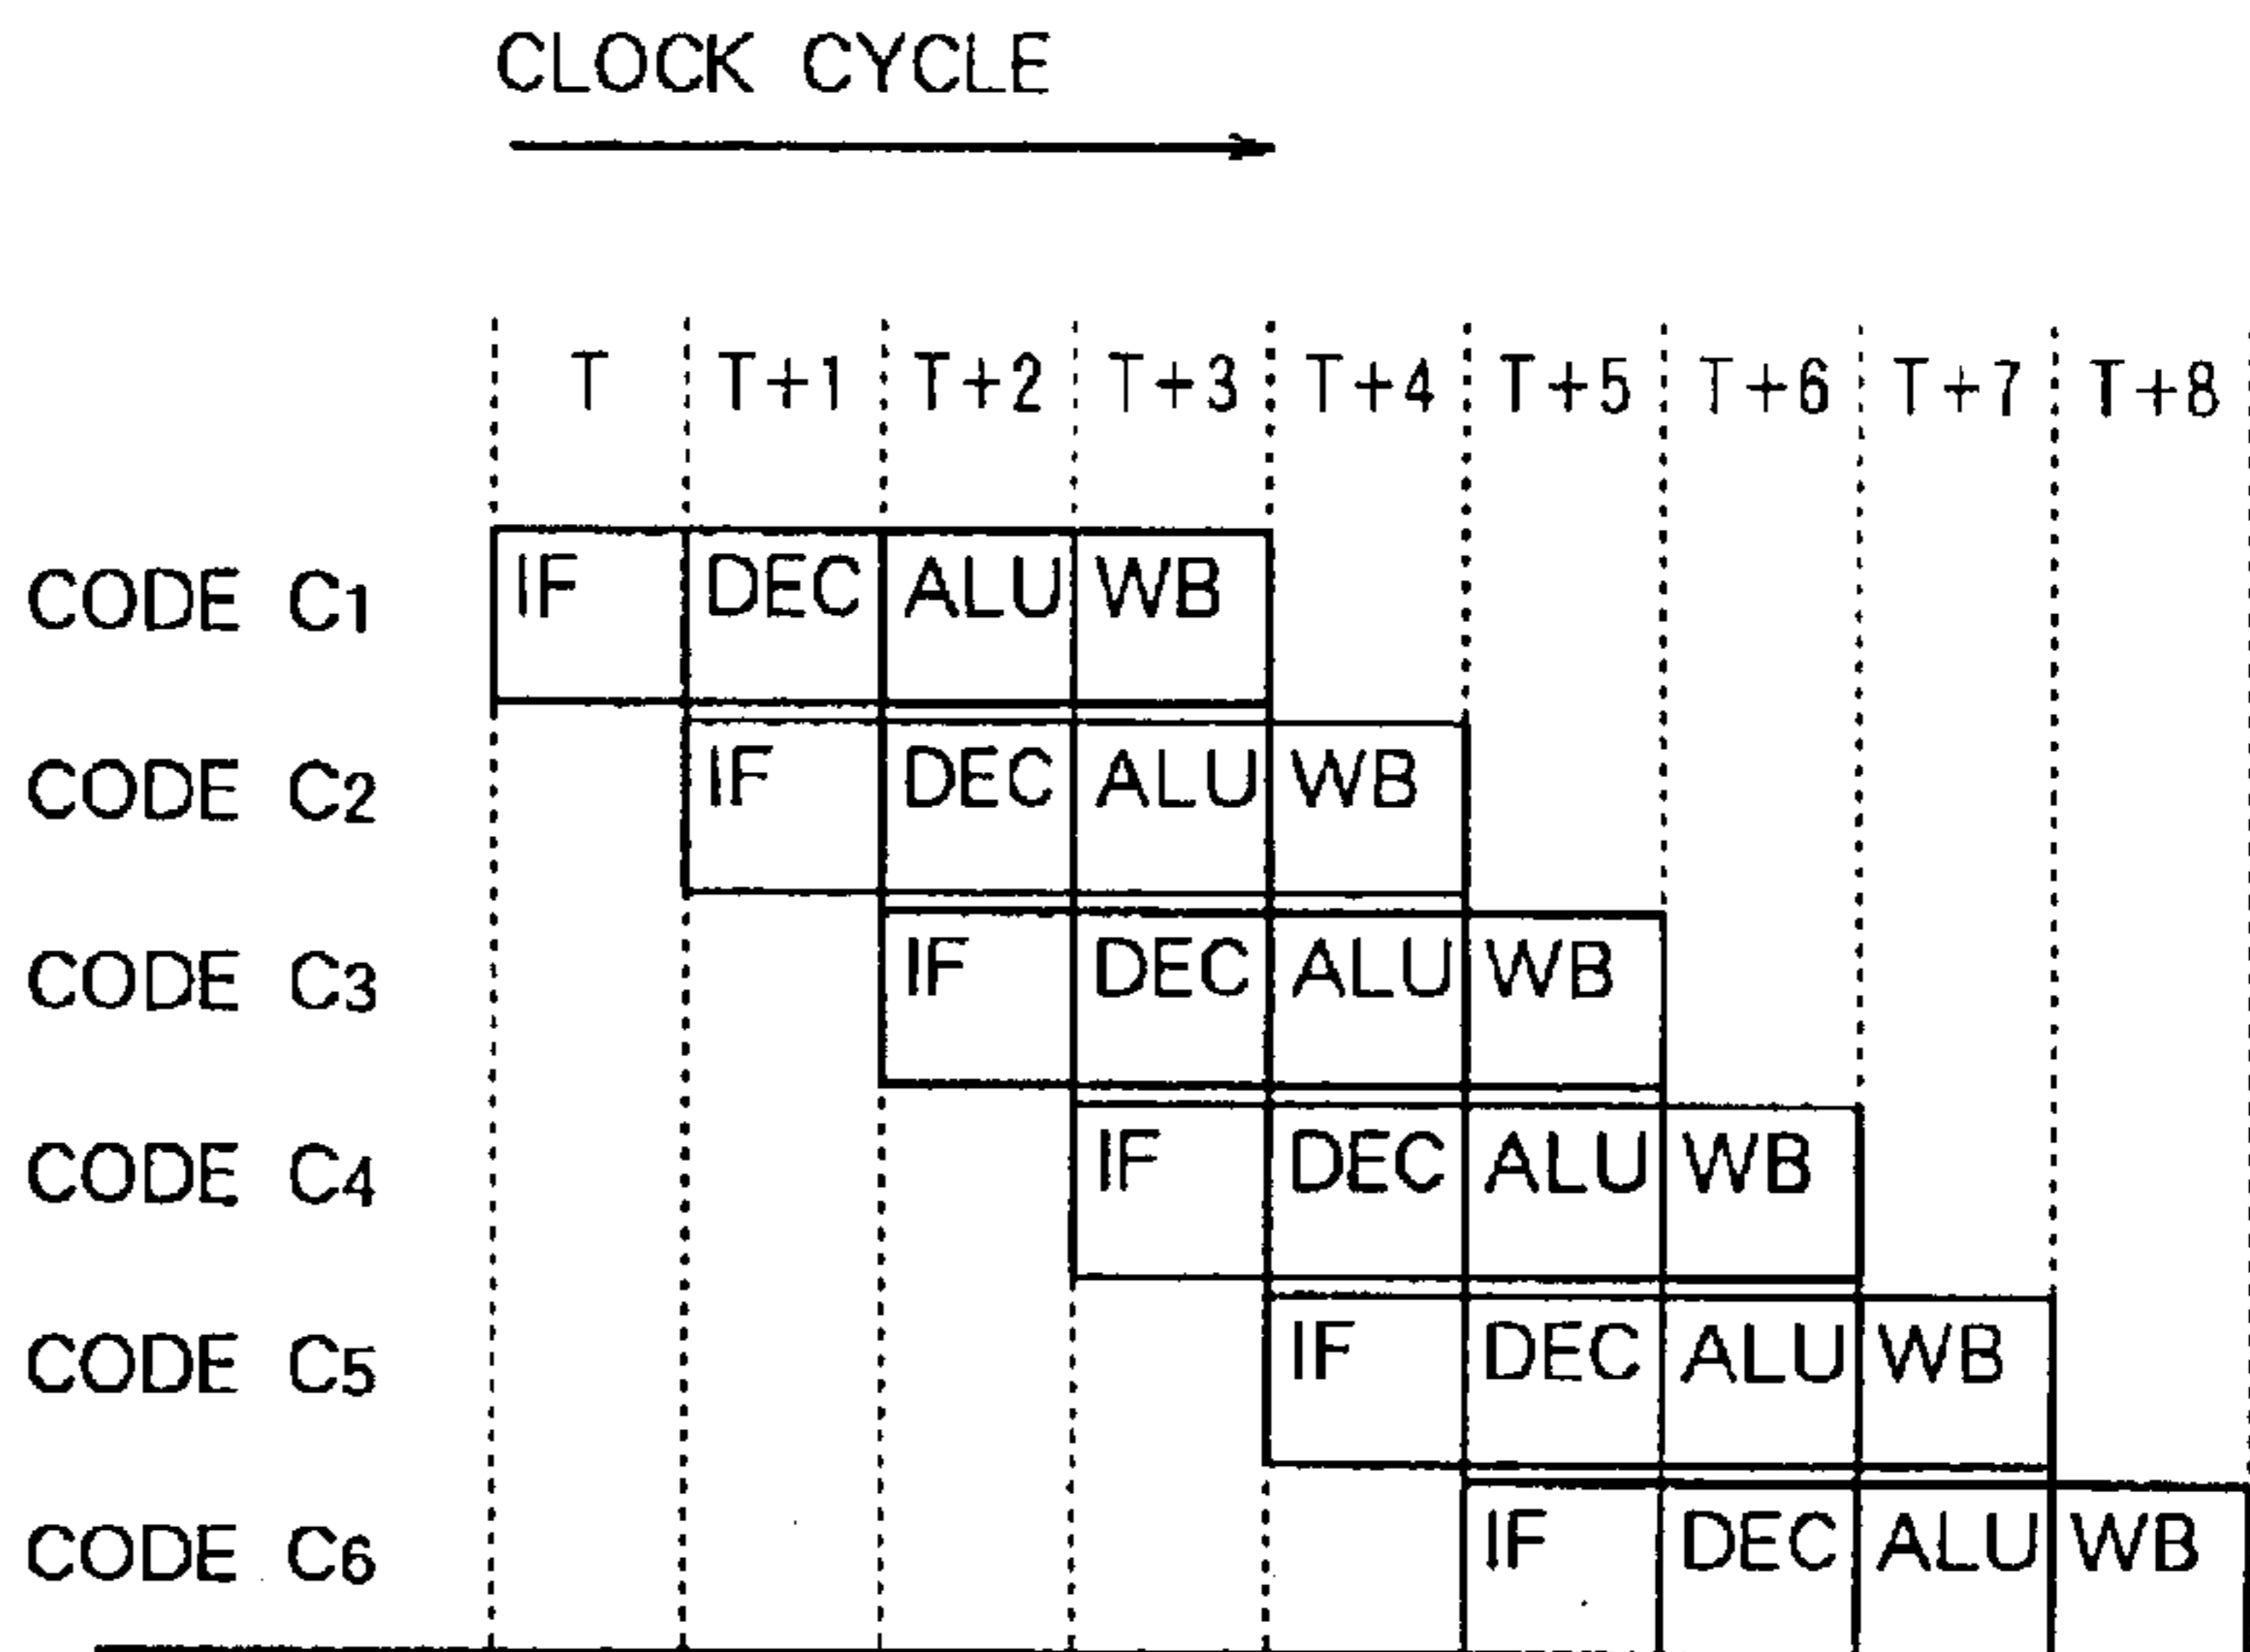 CLOCK CYCLE
T T+1 T+2 T+3 T+4 T+5 T+6 T+7 T+8
CODE C1 IF DEC ALU WB
CODE C2 IF DEC ALU WB
CODE C3 IF DEC ALU WB
CODE C4 IF DEC ALU WB
CODE C5 IF DEC ALU WB
CODE C6 IF DEC ALU WB